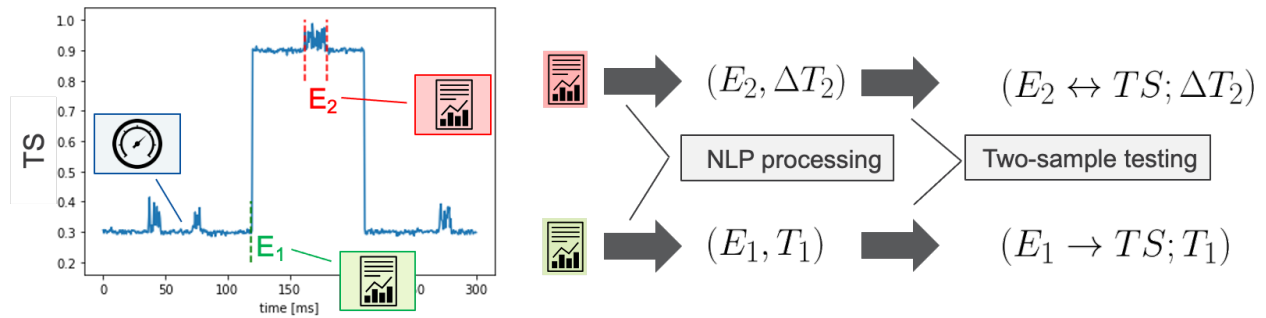 TS
1.0
0.9
0.8
0.7
0.6
0.5
0.4
0.3
0.2
0 50 100 150 200 300
time [ms]
E₂
E₁
(E₂, ΔT₂)
(E₂ ↔ TS; ΔT₂)
NLP processing
Two-sample testing
(E₁, T₁)
(E₁ → TS; T₁)